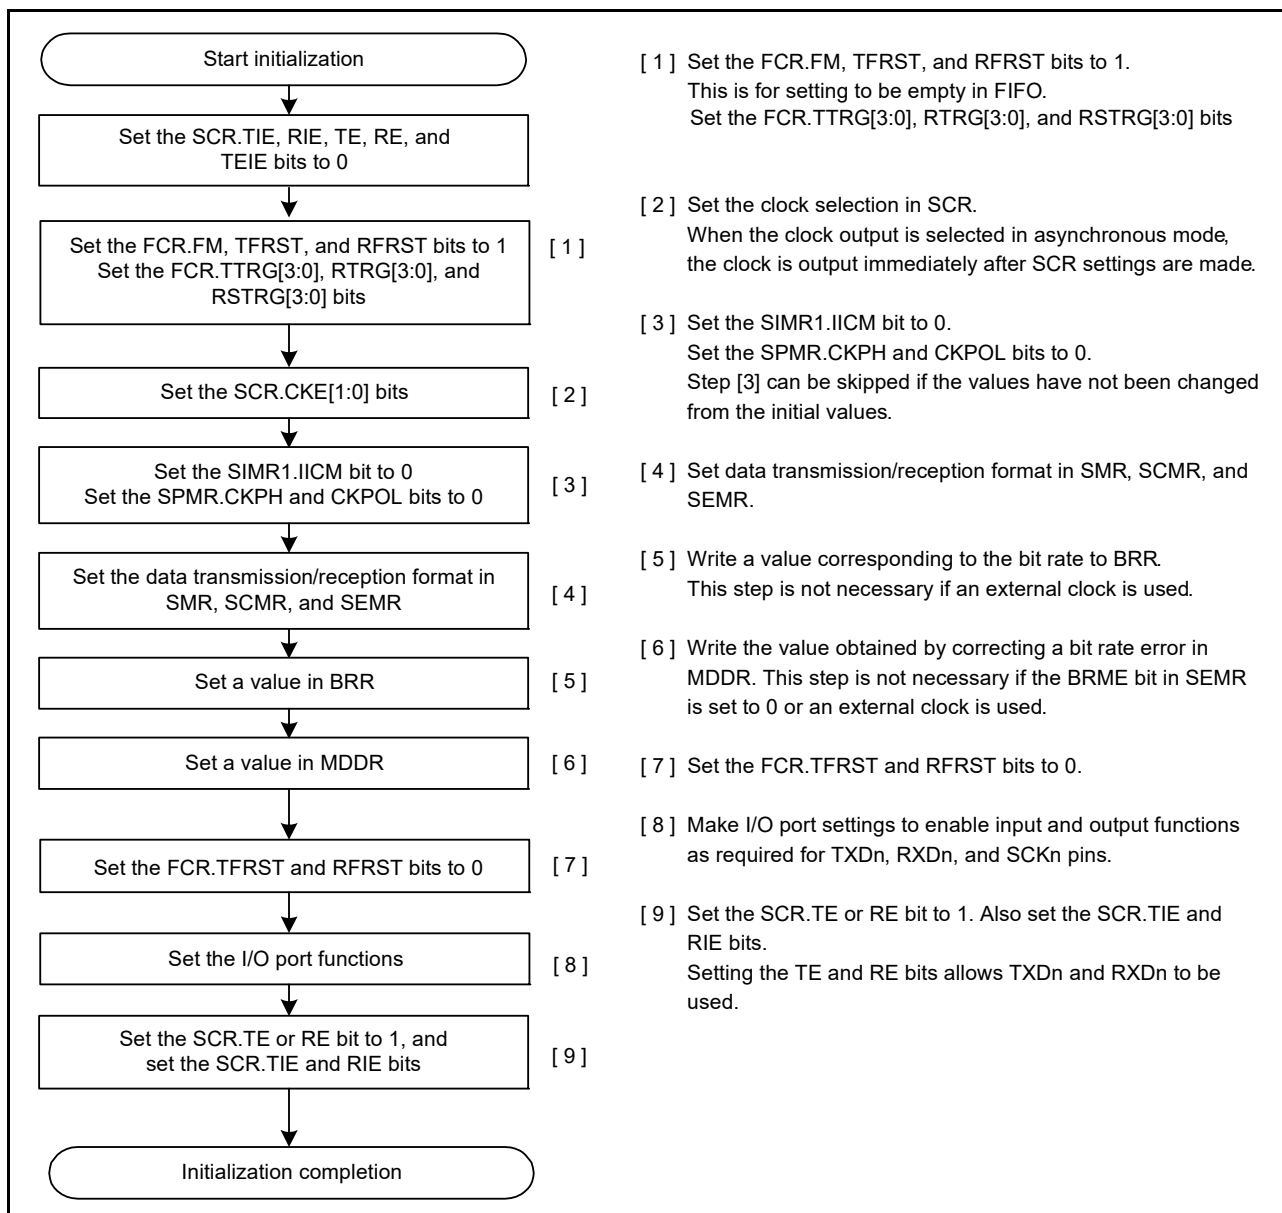 Start initialization
Set the SCR.TIE, RIE, TE, RE, and
TEIE bits to 0
Set the FCR.FM, TFRST, and RFRST bits to 1
Set the FCR.TTRG[3:0], RTRG[3:0], and
RSTRG[3:0] bits
[ 1 ]
Set the SCR.CKE[1:0] bits
[ 2 ]
Set the SIMR1.IICM bit to 0
Set the SPMR.CKPH and CKPOL bits to 0
[ 3 ]
Set the data transmission/reception format in
SMR, SCMR, and SEMR
[ 4 ]
Set a value in BRR
[ 5 ]
Set a value in MDDR
[ 6 ]
Set the FCR.TFRST and RFRST bits to 0
[ 7 ]
Set the I/O port functions
[ 8 ]
Set the SCR.TE or RE bit to 1, and
set the SCR.TIE and RIE bits
[ 9 ]
Initialization completion
[ 1 ] Set the FCR.FM, TFRST, and RFRST bits to 1.
This is for setting to be empty in FIFO.
Set the FCR.TTRG[3:0], RTRG[3:0], and RSTRG[3:0] bits
[ 2 ] Set the clock selection in SCR.
When the clock output is selected in asynchronous mode,
the clock is output immediately after SCR settings are made.
[ 3 ] Set the SIMR1.IICM bit to 0.
Set the SPMR.CKPH and CKPOL bits to 0.
Step [3] can be skipped if the values have not been changed
from the initial values.
[ 4 ] Set data transmission/reception format in SMR, SCMR, and
SEMR.
[ 5 ] Write a value corresponding to the bit rate to BRR.
This step is not necessary if an external clock is used.
[ 6 ] Write the value obtained by correcting a bit rate error in
MDDR. This step is not necessary if the BRME bit in SEMR
is set to 0 or an external clock is used.
[ 7 ] Set the FCR.TFRST and RFRST bits to 0.
[ 8 ] Make I/O port settings to enable input and output functions
as required for TXDn, RXDn, and SCKn pins.
[ 9 ] Set the SCR.TE or RE bit to 1. Also set the SCR.TIE and
RIE bits.
Setting the TE and RE bits allows TXDn and RXDn to be
used.